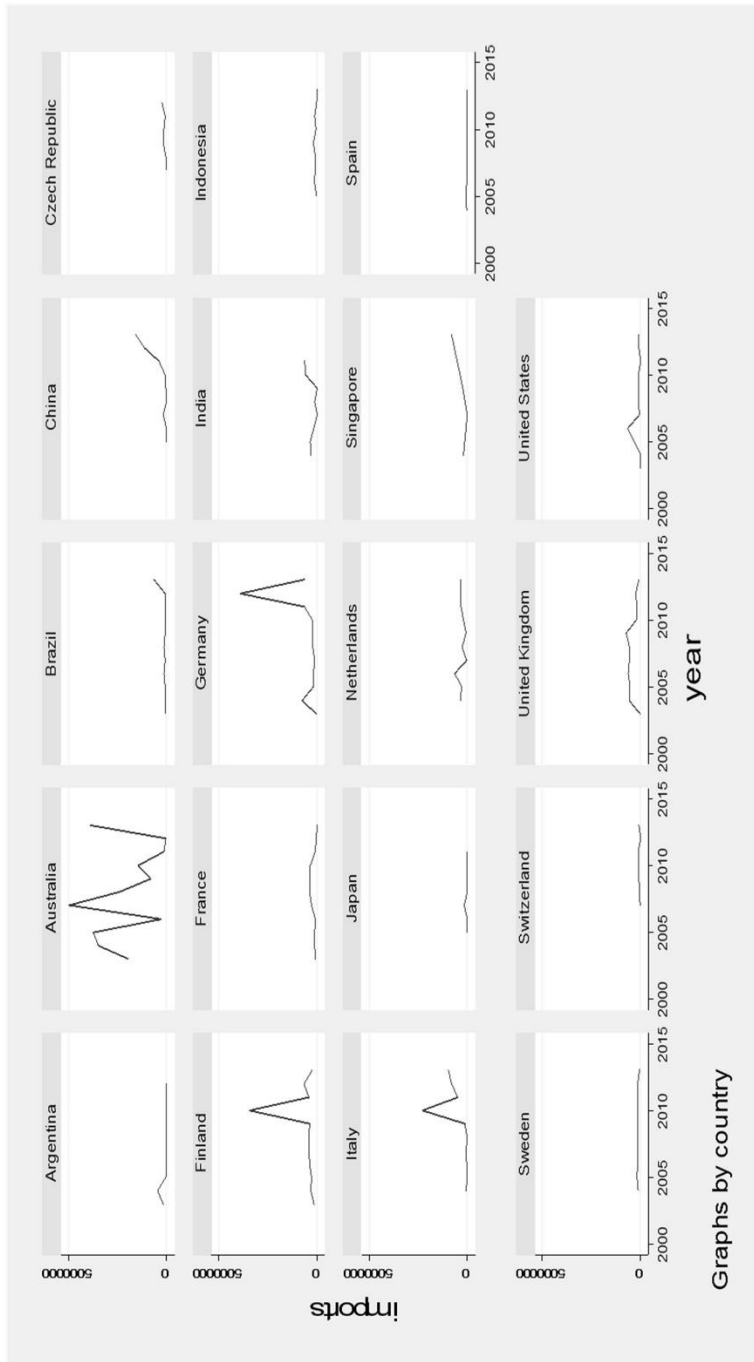 Argentina Australia Brazil China Czech Republic
5000000
0
Finland France Germany India Indonesia
5000000
0
imports
Italy Japan Netherlands Singapore Spain
5000000
0
2000 2005 2010 2015
Sweden Switzerland United Kingdom United States
5000000
0
2000 2005 2010 2015 2000 2005 2010 2015 2000 2005 2010 2015 2000 2005 2010 2015
year
Graphs by country